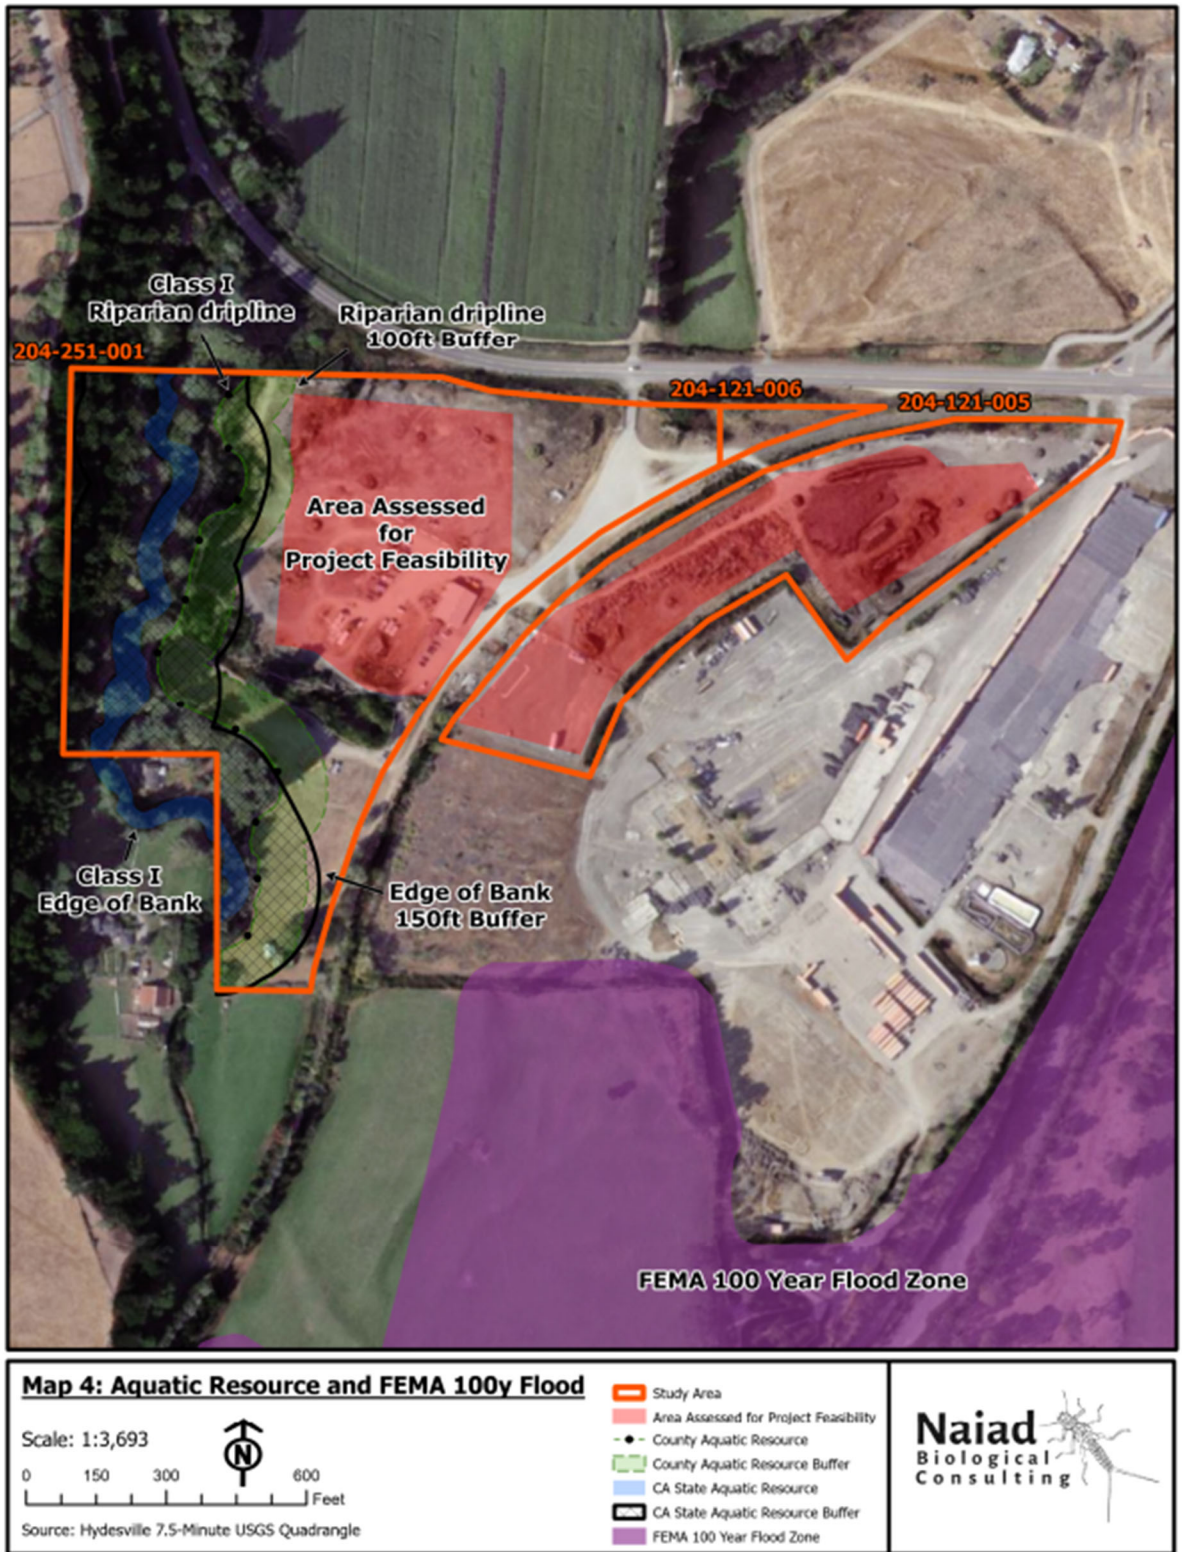 Class I
Riparian dripline
Riparian dripline
100ft Buffer
204-251-001
204-121-006
204-121-005
Area Assessed
for
Project Feasibility
Class I
Edge of Bank
Edge of Bank
150ft Buffer
FEMA 100 Year Flood Zone
Map 4: Aquatic Resource and FEMA 100y Flood
Scale: 1:3,693
N
0 150 300 600
Feet
Source: Hydesville 7.5-Minute USGS Quadrangle
Study Area
Area Assessed for Project Feasibility
County Aquatic Resource
County Aquatic Resource Buffer
CA State Aquatic Resource
CA State Aquatic Resource Buffer
FEMA 100 Year Flood Zone
Naiad
Biological
Consulting